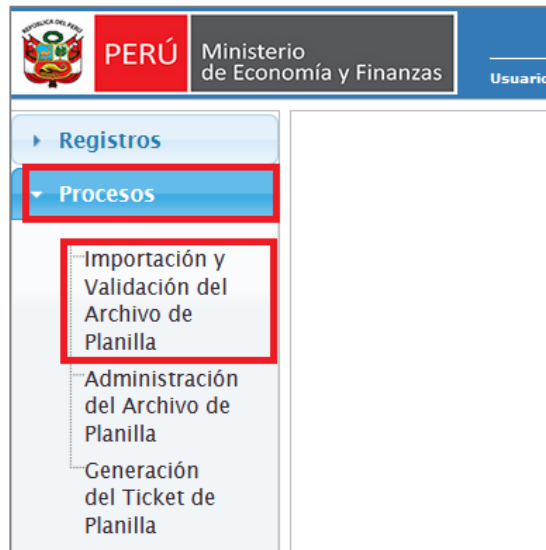 REPÚBLICA DEL PERÚ
PERÚ
Ministerio
de Economía y Finanzas
Usuario
Registros
Procesos
Importación y
Validación del
Archivo de
Planilla
Administración
del Archivo de
Planilla
Generación
del Ticket de
Planilla